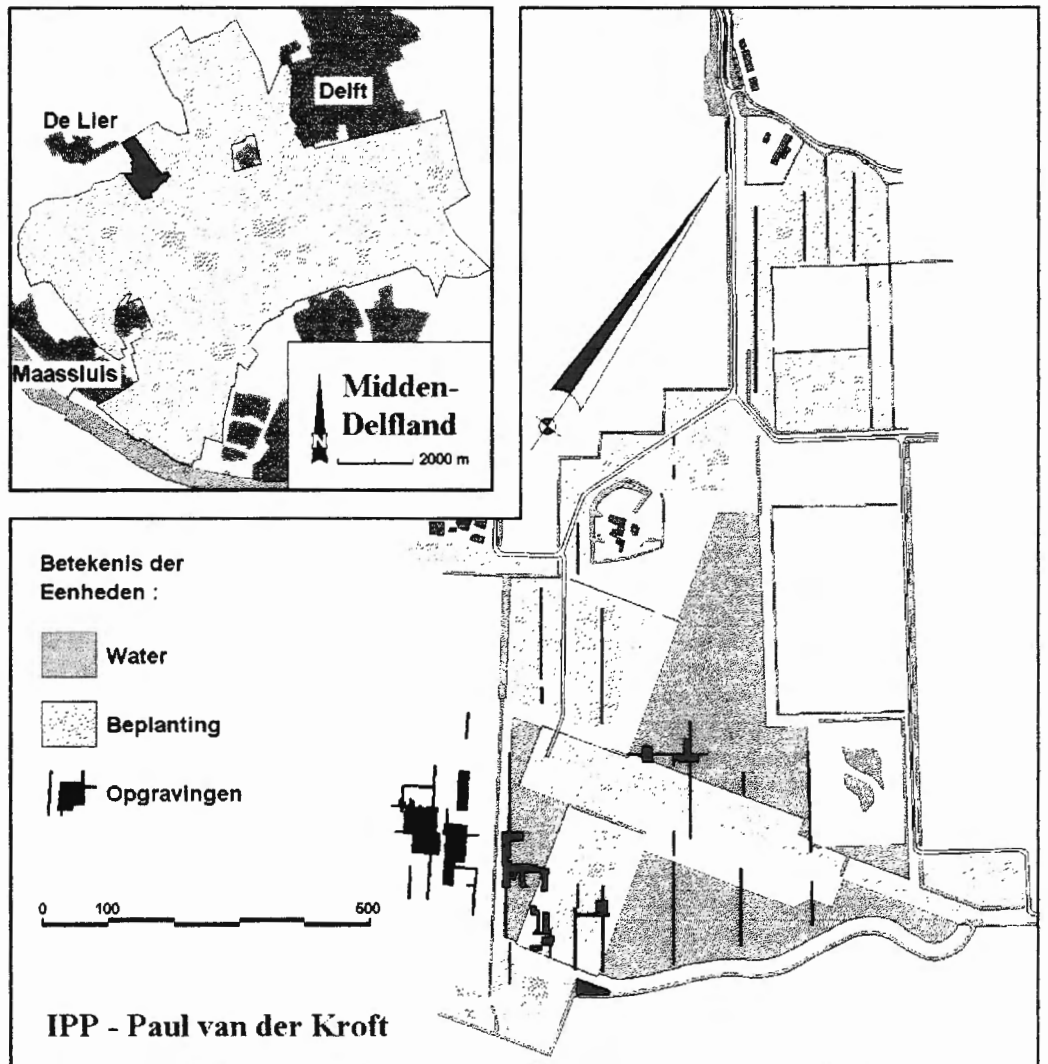 Delft
De Lier
Maassluis
Midden-
Delfland
N
2000 m
Betekenis der
Eenheden :
Water
Beplanting
Opgravingen
0 100 600
IPP - Paul van der Kroft